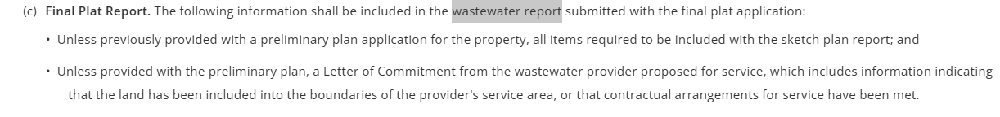 (c) Final Plat Report. The following information shall be included in the wastewater report submitted with the final plat application:
• Unless previously provided with a preliminary plan application for the property, all items required to be included with the sketch plan report; and
• Unless provided with the preliminary plan, a Letter of Commitment from the wastewater provider proposed for service, which includes information indicating
that the land has been included into the boundaries of the provider's service area, or that contractual arrangements for service have been met.